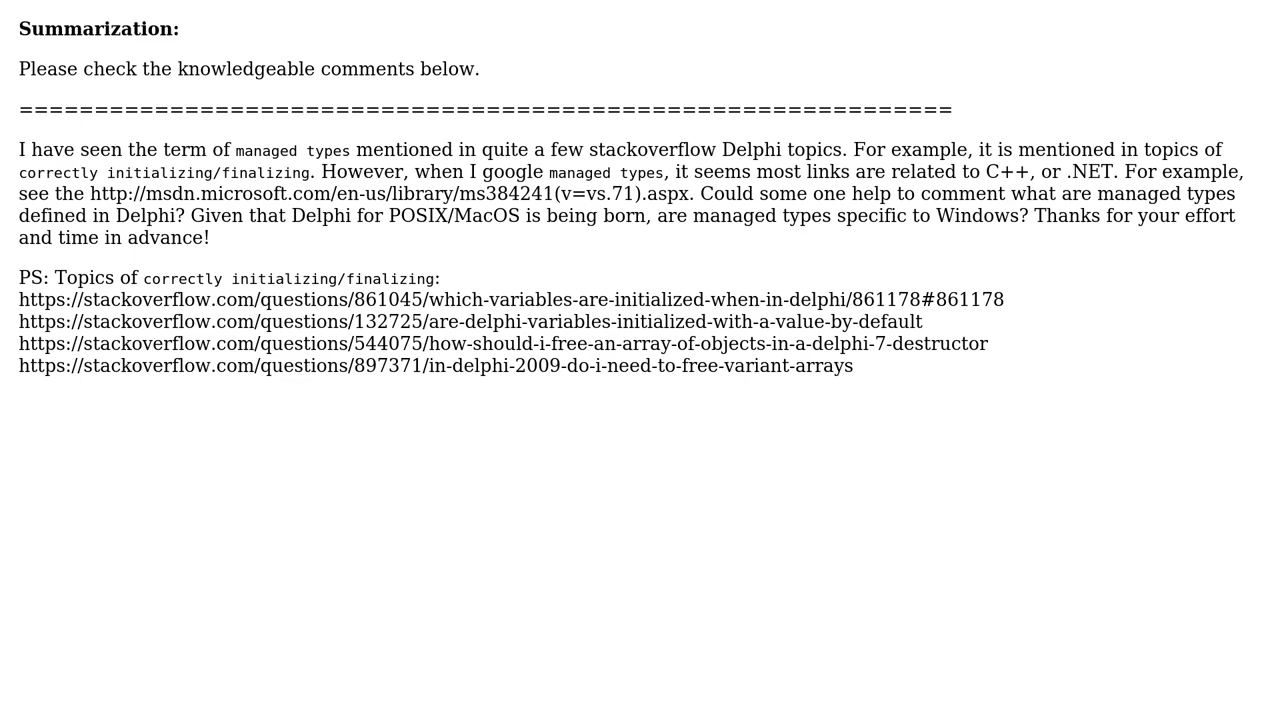 Summarization:
Please check the knowledgeable comments below.
==============================================================
I have seen the term of managed types mentioned in quite a few stackoverflow Delphi topics. For example, it is mentioned in topics of
correctly initializing/finalizing. However, when I google managed types, it seems most links are related to C++, or .NET. For example,
see the http://msdn.microsoft.com/en-us/library/ms384241(v=vs.71).aspx. Could some one help to comment what are managed types
defined in Delphi? Given that Delphi for POSIX/MacOS is being born, are managed types specific to Windows? Thanks for your effort
and time in advance!
PS: Topics of correctly initializing/finalizing:
https://stackoverflow.com/questions/861045/which-variables-are-initialized-when-in-delphi/861178#861178
https://stackoverflow.com/questions/132725/are-delphi-variables-initialized-with-a-value-by-default
https://stackoverflow.com/questions/544075/how-should-i-free-an-array-of-objects-in-a-delphi-7-destructor
https://stackoverflow.com/questions/897371/in-delphi-2009-do-i-need-to-free-variant-arrays